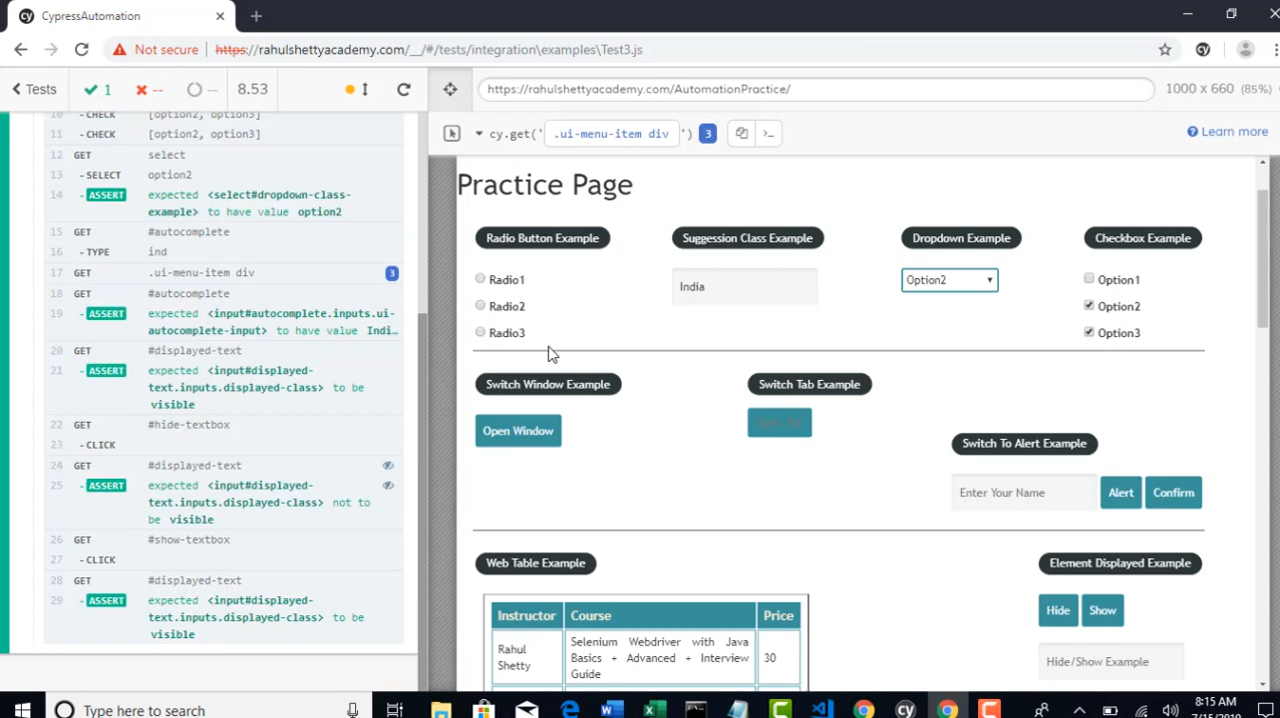 CypressAutomation
Not secure | https://rahulshettyacademy.com/__/#/tests/integration\examples\Test3.js
Tests
1
--
--
8.53
https://rahulshettyacademy.com/AutomationPractice/
1000 x 660 (85%)
cy.get(' .ui-menu-item div ') 3
Learn more
10 -CHECK [option2, option3]
11 -CHECK [option2, option3]
12 GET select
13 -SELECT option2
14 -ASSERT expected <select#dropdown-class-
example> to have value option2
15 GET #autocomplete
16 -TYPE ind
17 GET .ui-menu-item div 3
18 GET #autocomplete
19 -ASSERT expected <input#autocomplete.inputs.ui-
autocomplete-input> to have value Indi…
20 GET #displayed-text
21 -ASSERT expected <input#displayed-
text.inputs.displayed-class> to be
visible
22 GET #hide-textbox
23 -CLICK
24 GET #displayed-text
25 -ASSERT expected <input#displayed-
text.inputs.displayed-class> not to
be visible
26 GET #show-textbox
27 -CLICK
28 GET #displayed-text
29 -ASSERT expected <input#displayed-
text.inputs.displayed-class> to be
visible
Practice Page
Radio Button Example
Radio1
Radio2
Radio3
Suggession Class Example
India
Dropdown Example
Option2
Checkbox Example
Option1
Option2
Option3
Switch Window Example
Open Window
Switch Tab Example
Switch To Alert Example
Enter Your Name
Alert
Confirm
Web Table Example
Instructor Course Price
Rahul Shetty
Selenium Webdriver with Java
Basics + Advanced + Interview
Guide
30
Element Displayed Example
Hide
Show
Hide/Show Example
Type here to search
8:15 AM